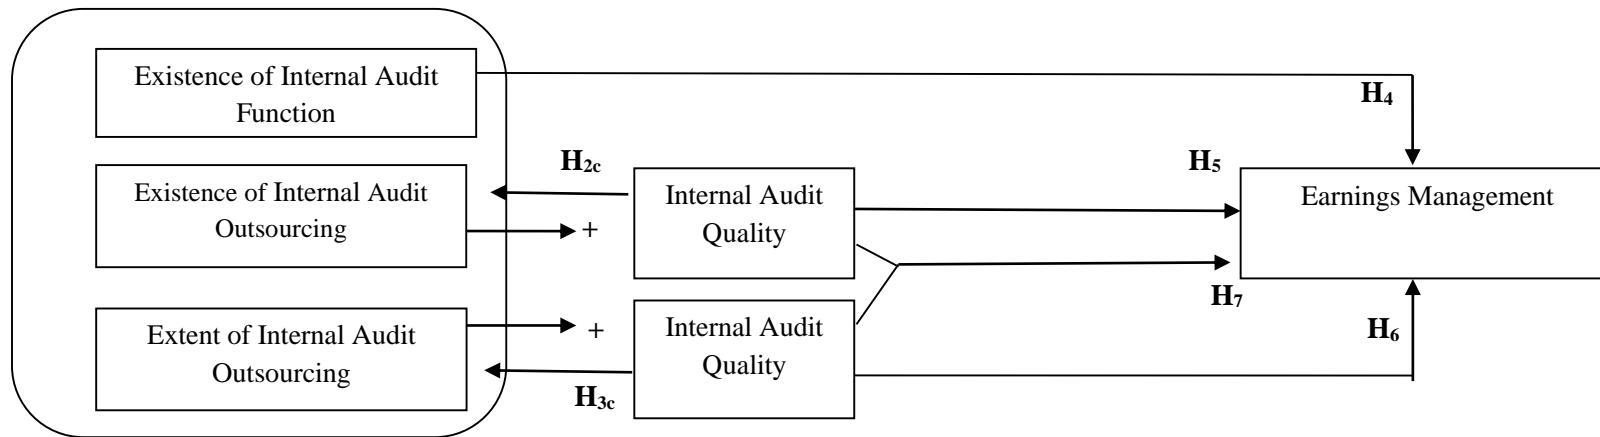 Existence of Internal Audit
Function
H4
Existence of Internal Audit
Outsourcing
H2c
+
Internal Audit
Quality
H5
Earnings Management
H7
Extent of Internal Audit
Outsourcing
+
H3c
Internal Audit
Quality
H6